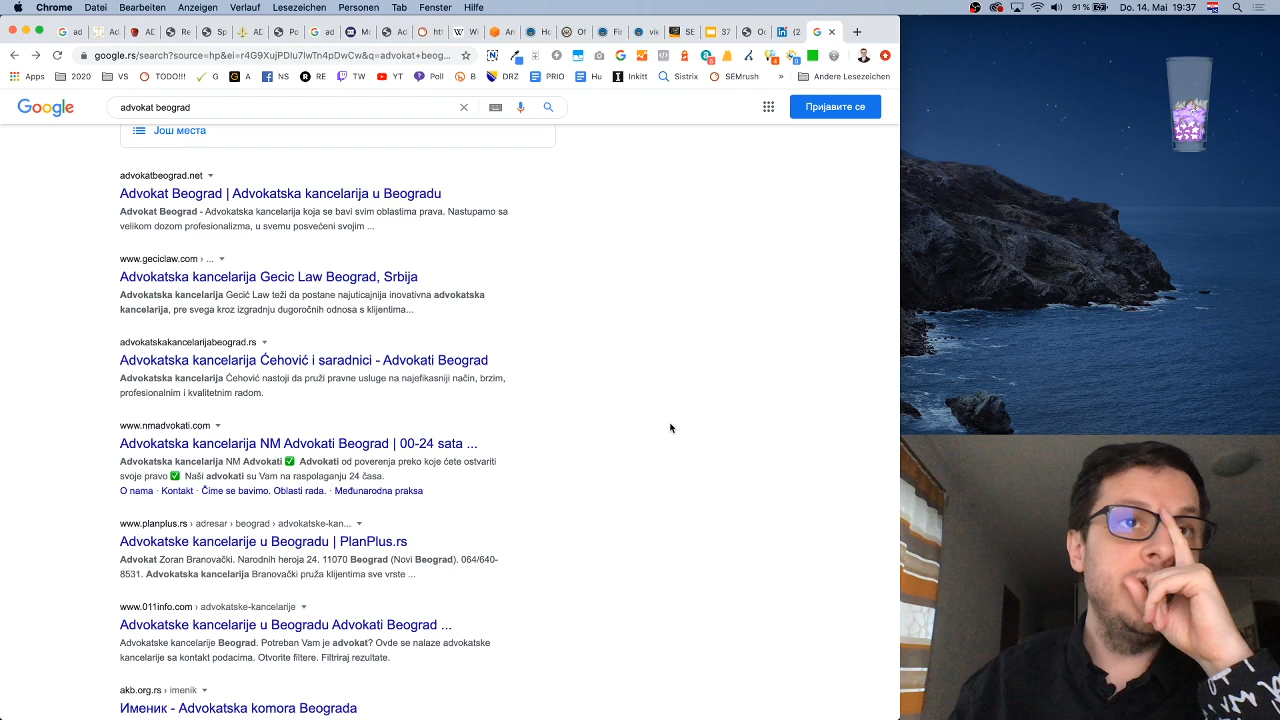 Chrome Datei Bearbeiten Anzeigen Verlauf Lesezeichen Personen Tab Fenster Hilfe 91% Do. 14. Mai 19:37
google.rs/search?source=hp&ei=r4G9XujPDIu7lwTn4pDwCw&q=advokat+beog...
Apps 2020 VS TODO!!! G A NS RE TW YT Poll B DRZ PRIO Hu Inkitt Sistrix SEMrush » Andere Lesezeichen
Google advokat beograd Пријавите се
Још места
advokatbeograd.net
Advokat Beograd | Advokatska kancelarija u Beogradu
Advokat Beograd - Advokatska kancelarija koja se bavi svim oblastima prava. Nastupamo sa
velikom dozom profesionalizma, u svemu posvećeni svojim ...
www.geciclaw.com › ...
Advokatska kancelarija Gecic Law Beograd, Srbija
Advokatska kancelarija Gecić Law teži da postane najuticajnija inovativna advokatska
kancelarija, pre svega kroz izgradnju dugoročnih odnosa s klijentima...
advokatskakancelarijabeograd.rs
Advokatska kancelarija Ćehović i saradnici - Advokati Beograd
Advokatska kancelarija Ćehović nastoji da pruži pravne usluge na najefikasniji način, brzim,
profesionalnim i kvalitetnim radom.
www.nmadvokati.com
Advokatska kancelarija NM Advokati Beograd | 00-24 sata ...
Advokatska kancelarija NM Advokati ✅ Advokati od poverenja preko koje ćete ostvariti
svoje pravo ✅ Naši advokati su Vam na raspolaganju 24 časa.
O nama · Kontakt · Čime se bavimo. Oblasti rada. · Međunarodna praksa
www.planplus.rs › adresar › beograd › advokatske-kan...
Advokatske kancelarije u Beogradu | PlanPlus.rs
Advokat Zoran Branovački. Narodnih heroja 24. 11070 Beograd (Novi Beograd). 064/640-
8531. Advokatska kancelarija Branovački pruža klijentima sve vrste ...
www.011info.com › advokatske-kancelarije
Advokatske kancelarije u Beogradu Advokati Beograd ...
Advokatske kancelarije Beograd. Potreban Vam je advokat? Ovde se nalaze advokatske
kancelarije sa kontakt podacima. Otvorite filtere. Filtriraj rezultate.
akb.org.rs › imenik
Именик - Advokatska komora Beograda